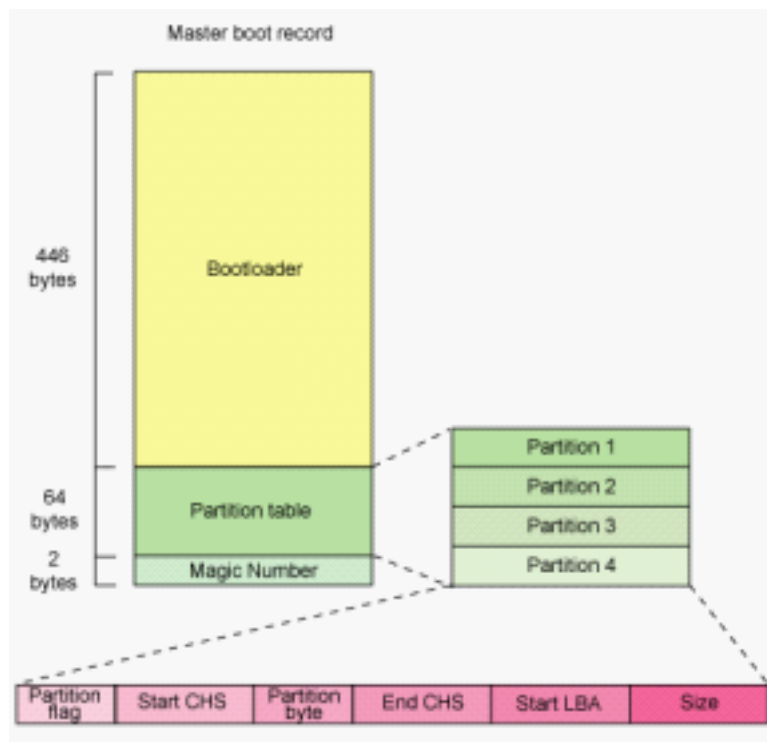 Master boot record
446
bytes
Bootloader
Partition 1
Partition 2
Partition 3
Partition 4
64
bytes
Partition table
2
bytes
Magic Number
Partition
flag
Start CHS
Partition
byte
End CHS
Start LBA
Size